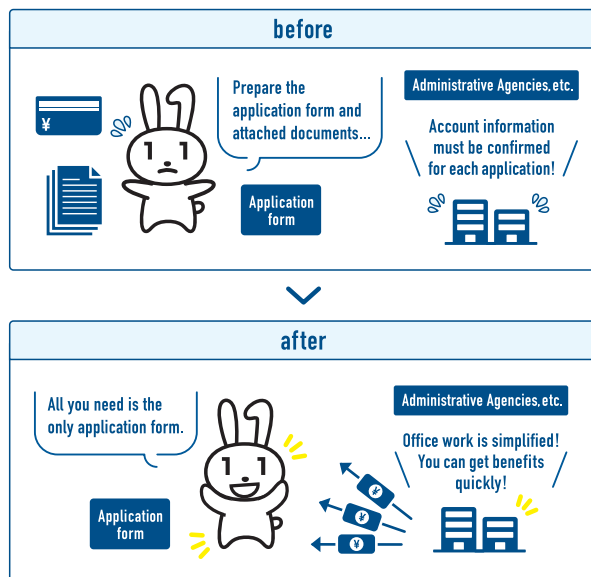 before
Prepare the
application form and
attached documents...
Administrative Agencies, etc.
Account information
must be confirmed
for each application!
¥
Application
form
after
All you need is the
only application form.
Administrative Agencies, etc.
Office work is simplified!
You can get benefits
quickly!
Application
form
¥
¥
¥